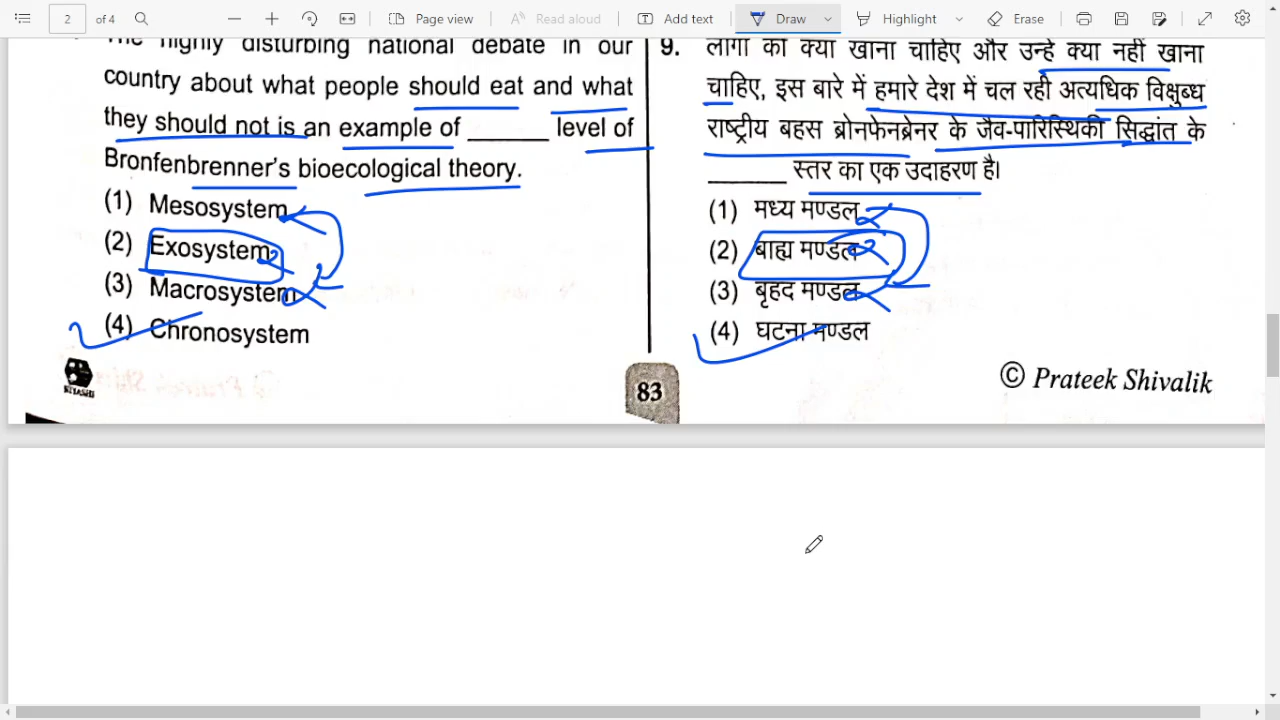 2 of 4 Page view Read aloud Add text Draw Highlight Erase
The highly disturbing national debate in our
country about what people should eat and what
they should not is an example of ______ level of
Bronfenbrenner's bioecological theory.
(1) Mesosystem
(2) Exosystem
(3) Macrosystem
(4) Chronosystem
KIYASHI
83
9. लोगों को क्या खाना चाहिए और उन्हे क्या नहीं खाना
चाहिए, इस बारे में हमारे देश में चल रही अत्यधिक विक्षुब्ध
राष्ट्रीय बहस ब्रोनफेनब्रेनर के जैव-पारिस्थिकी सिद्धांत के
______ स्तर का एक उदाहरण है।
(1) मध्य मण्डल
(2) बाह्य मण्डल
(3) बृहद मण्डल
(4) घटना मण्डल
© Prateek Shivalik